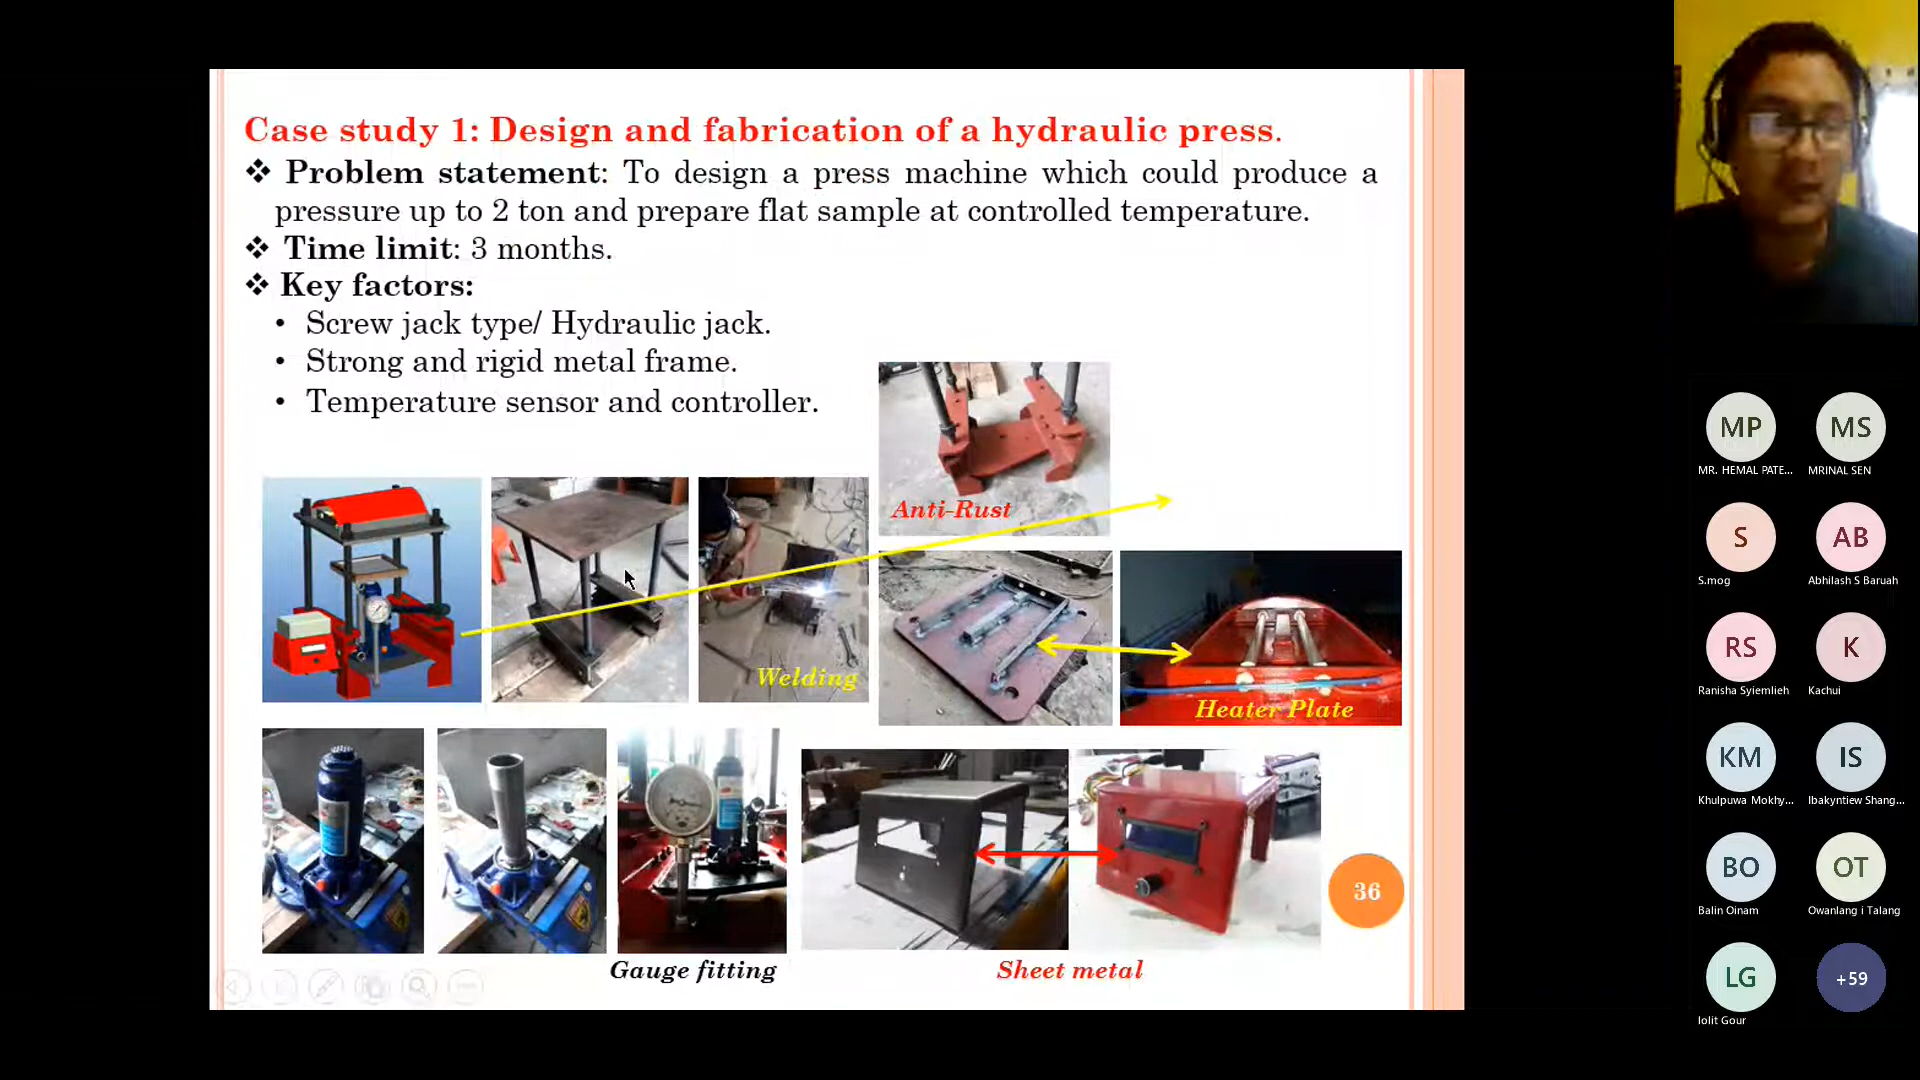 Case study 1: Design and fabrication of a hydraulic press.
❖ Problem statement: To design a press machine which could produce a
pressure up to 2 ton and prepare flat sample at controlled temperature.
❖ Time limit: 3 months.
❖ Key factors:
• Screw jack type/ Hydraulic jack.
• Strong and rigid metal frame.
• Temperature sensor and controller.
Anti-Rust
Welding
Heater Plate
Gauge fitting
Sheet metal
36
MP
MS
MR. HEMAL PATE...
MRINAL SEN
S
AB
S.mog
Abhilash S Baruah
RS
K
Ranisha Syiemlieh
Kachui
KM
IS
Khulpuwa Mokhy...
Ibakyntiew Shang...
BO
OT
Balin Oinam
Owanlang i Talang
LG
+59
lolit Gour